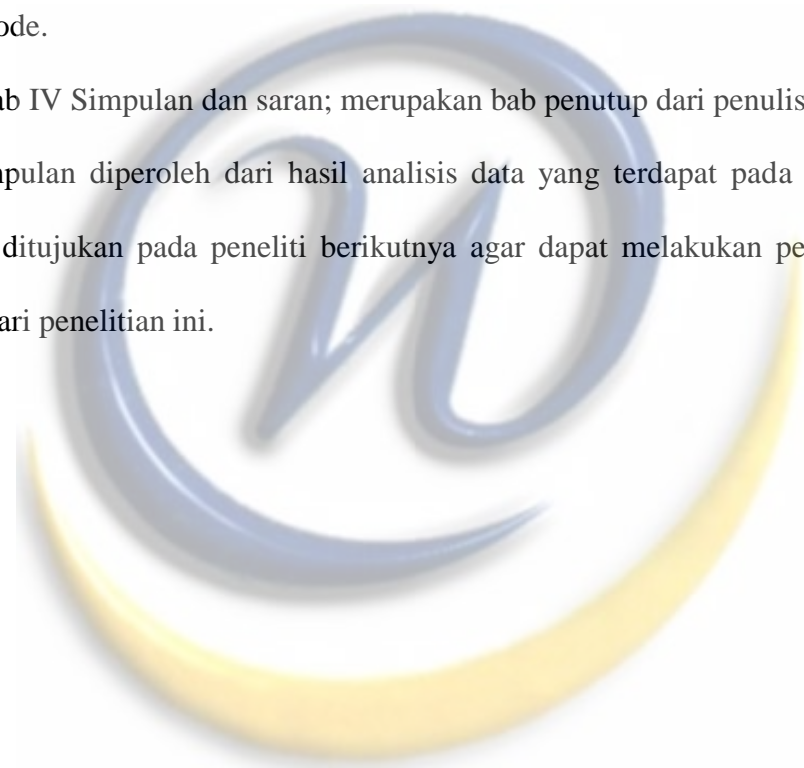 ode.
ab IV Simpulan dan saran; merupakan bab penutup dari penulis
npulan diperoleh dari hasil analisis data yang terdapat pada
ditujukan pada peneliti berikutnya agar dapat melakukan pe
ari penelitian ini.